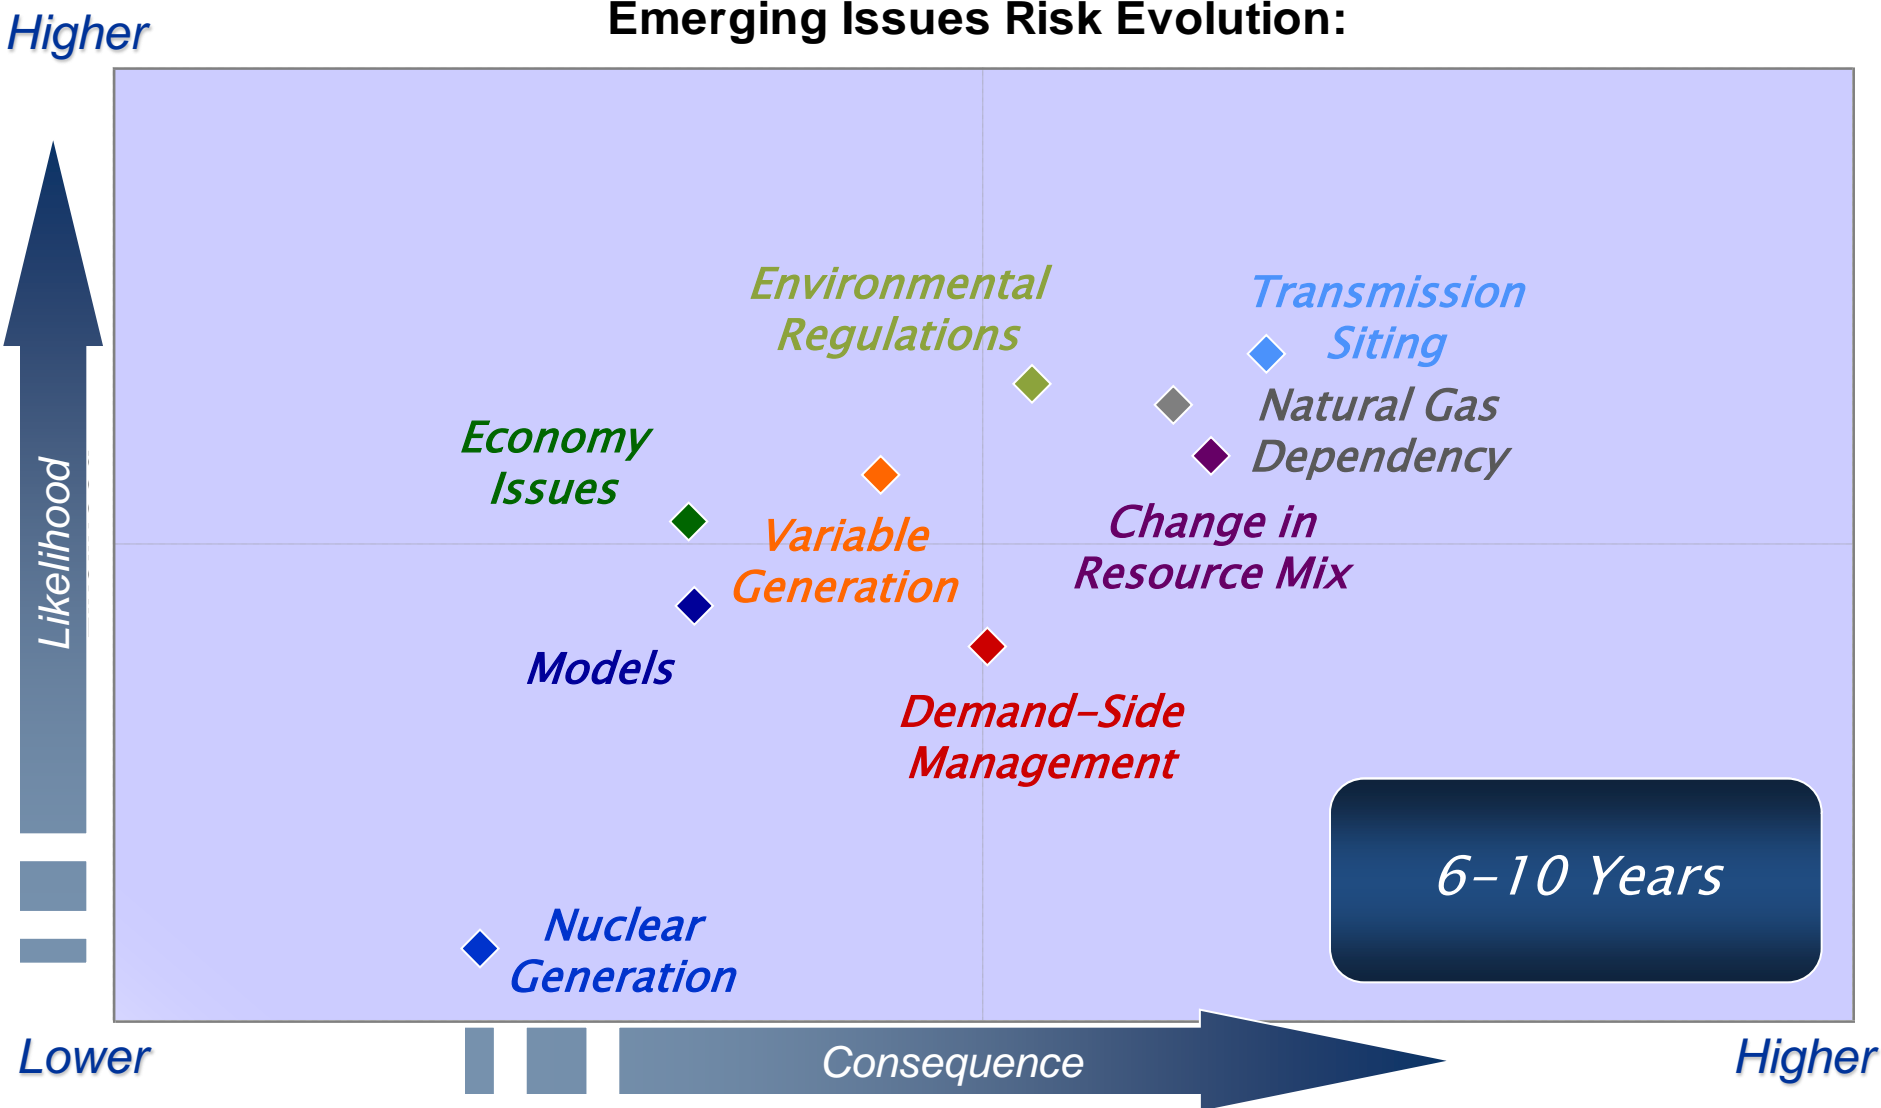 Emerging Issues Risk Evolution:
Higher
Environmental
Regulations
Transmission
Siting
Natural Gas
Dependency
Economy
Issues
Variable
Generation
Change in
Resource Mix
Likelihood
Models
Demand-Side
Management
6-10 Years
Nuclear
Generation
Lower
Consequence
Higher